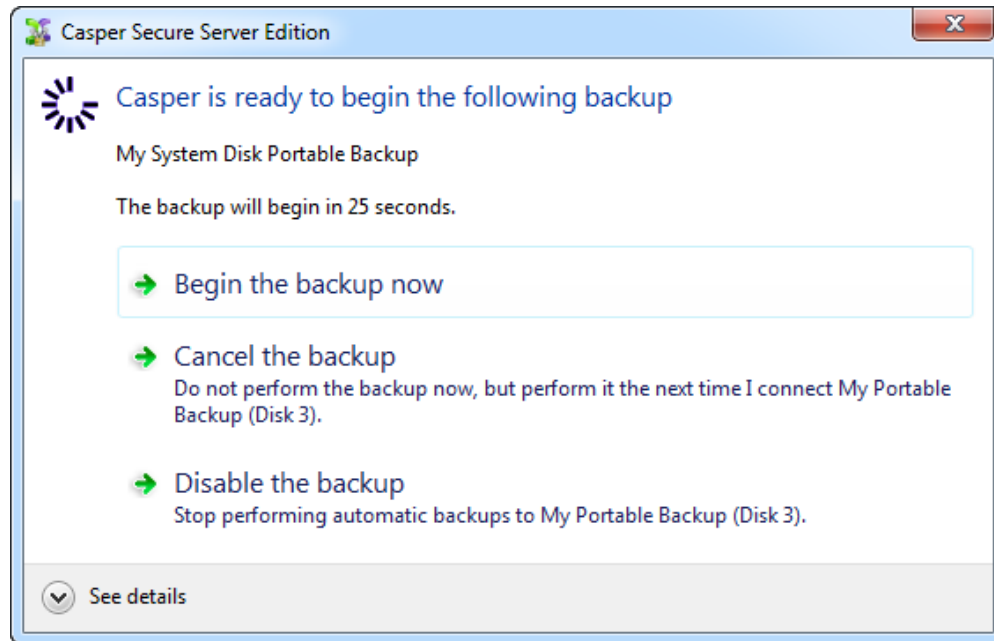 Casper Secure Server Edition
Casper is ready to begin the following backup
My System Disk Portable Backup
The backup will begin in 25 seconds.
Begin the backup now
Cancel the backup
Do not perform the backup now, but perform it the next time I connect My Portable
Backup (Disk 3).
Disable the backup
Stop performing automatic backups to My Portable Backup (Disk 3).
See details